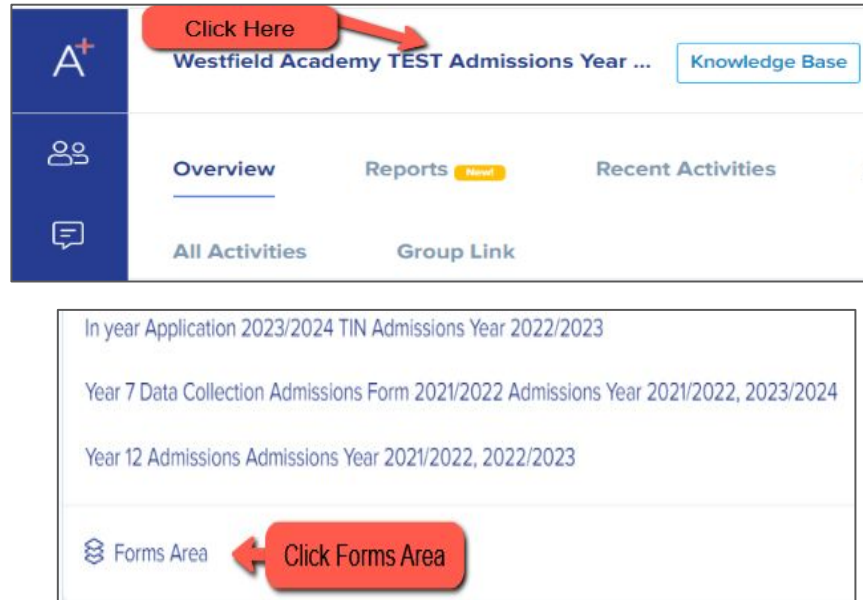 Click Here
A+
Westfield Academy TEST Admissions Year ... Knowledge Base
Overview Reports New! Recent Activities
All Activities Group Link
In year Application 2023/2024 TIN Admissions Year 2022/2023
Year 7 Data Collection Admissions Form 2021/2022 Admissions Year 2021/2022, 2023/2024
Year 12 Admissions Admissions Year 2021/2022, 2022/2023
Forms Area Click Forms Area